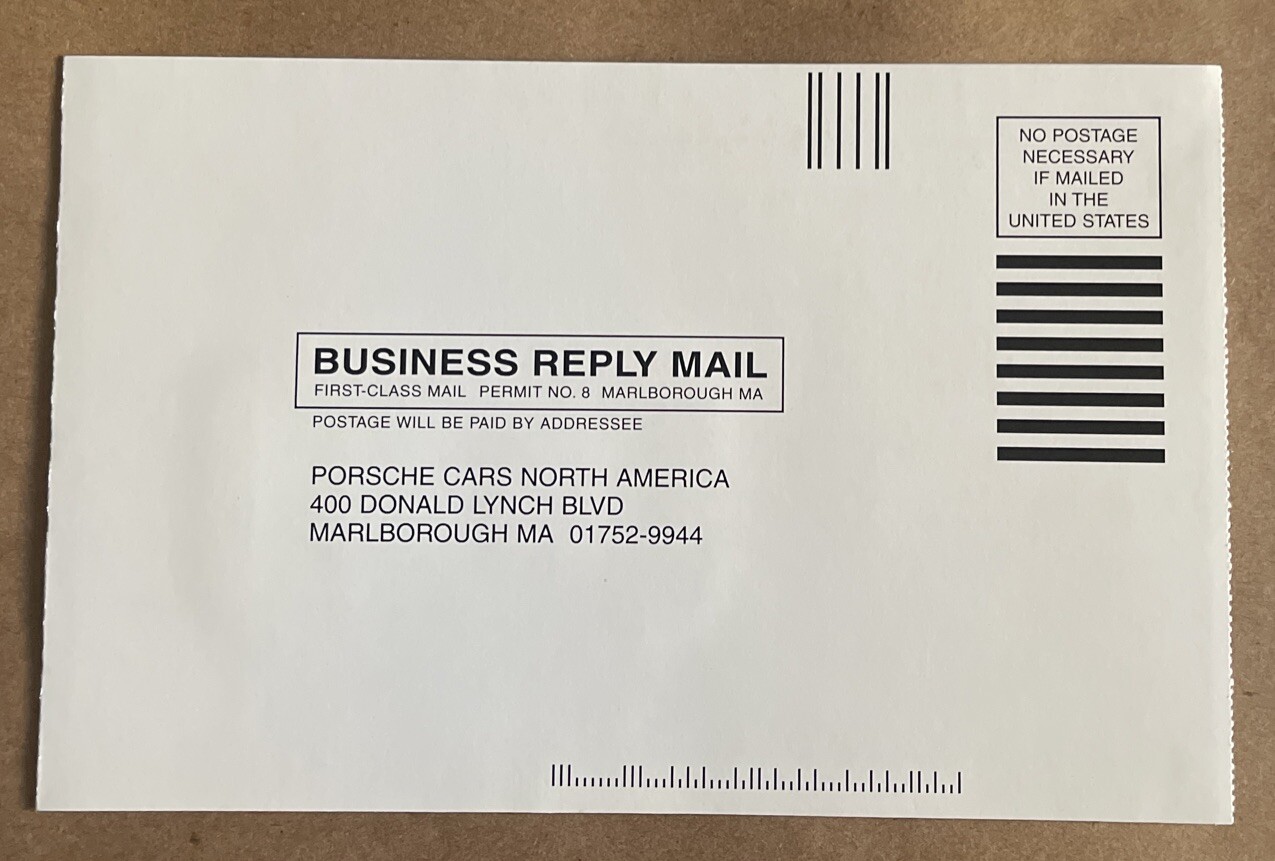 NO POSTAGE
NECESSARY
IF MAILED
IN THE
UNITED STATES
BUSINESS REPLY MAIL
FIRST-CLASS MAIL PERMIT NO. 8 MARLBOROUGH MA
POSTAGE WILL BE PAID BY ADDRESSEE
PORSCHE CARS NORTH AMERICA
400 DONALD LYNCH BLVD
MARLBOROUGH MA 01752-9944